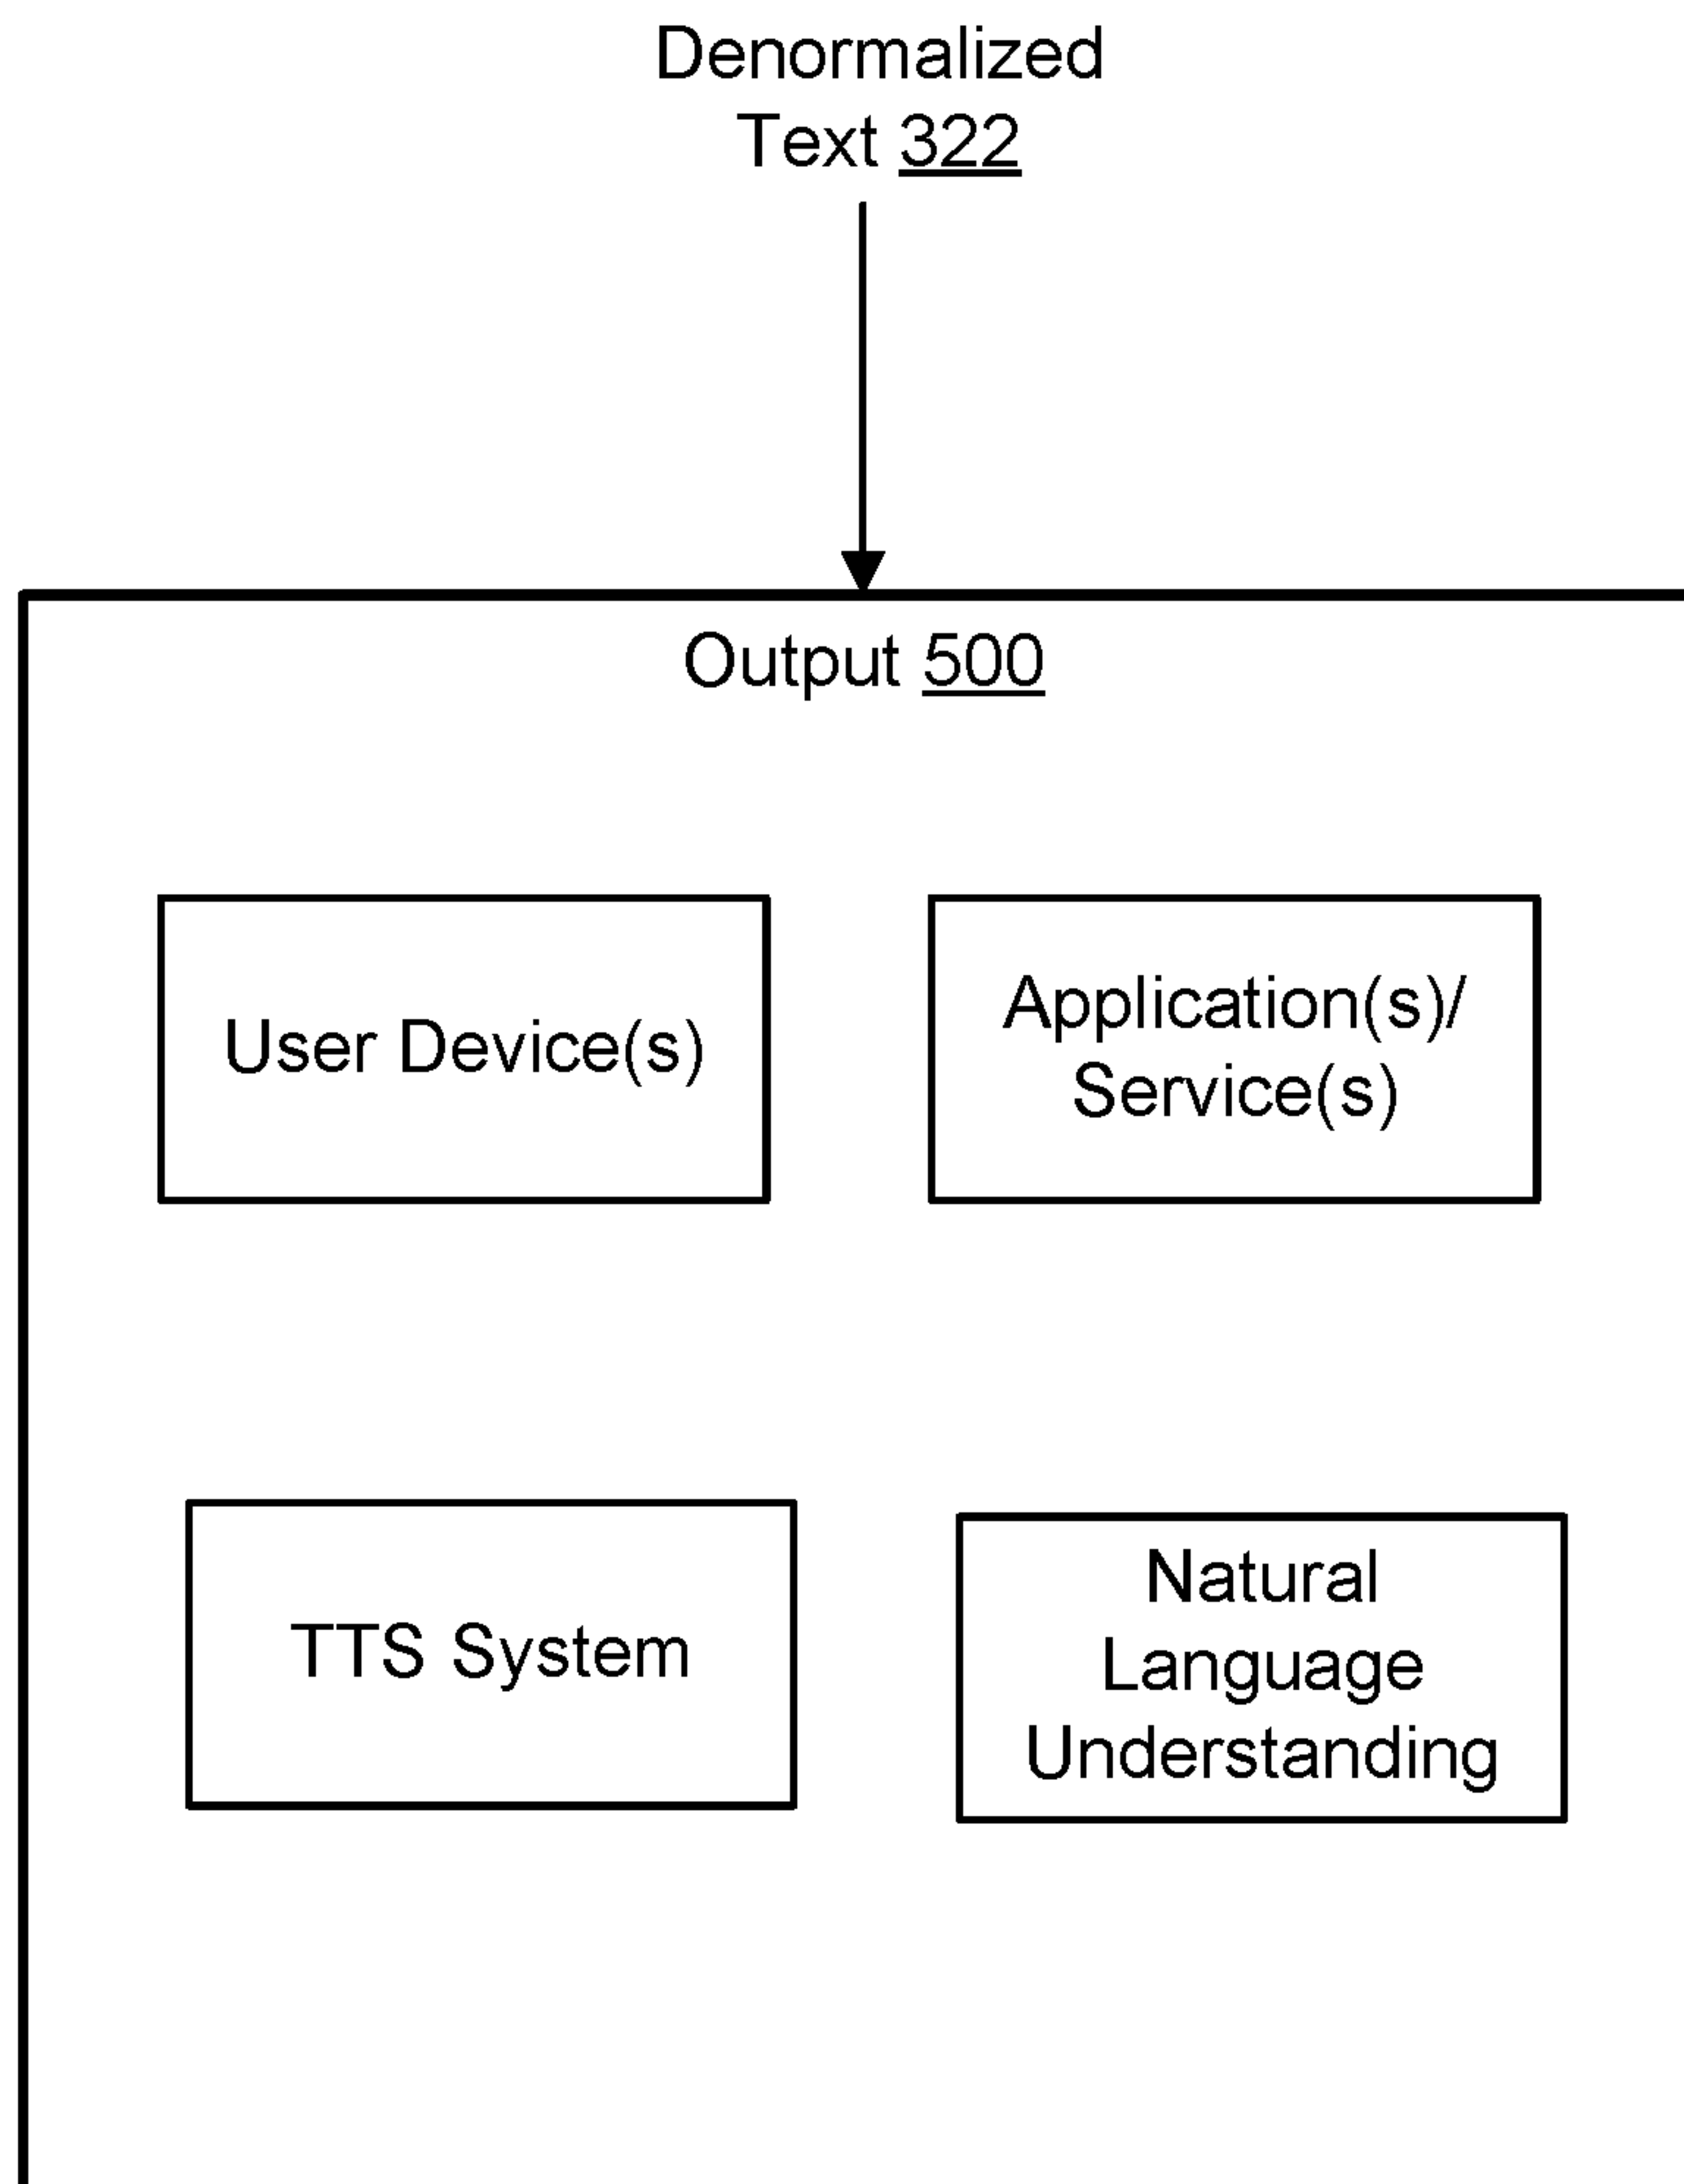 Denormalized
Text 322
Output 500
User Device(s)
Application(s)/
Service(s)
TTS System
Natural
Language
Understanding